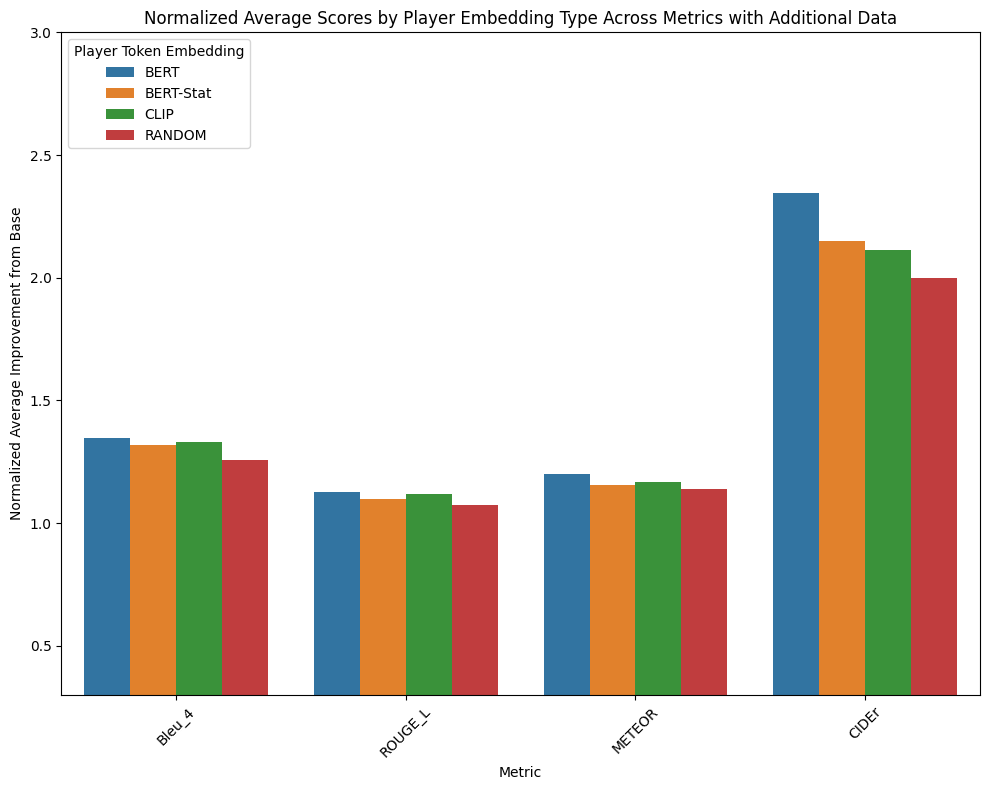 Normalized Average Scores by Player Embedding Type Across Metrics with Additional Data
Player Token Embedding
BERT
BERT-Stat
CLIP
RANDOM
Normalized Average Improvement from Base
3.0
2.5
2.0
1.5
1.0
0.5
Bleu_4
ROUGE_L
METEOR
CIDEr
Metric